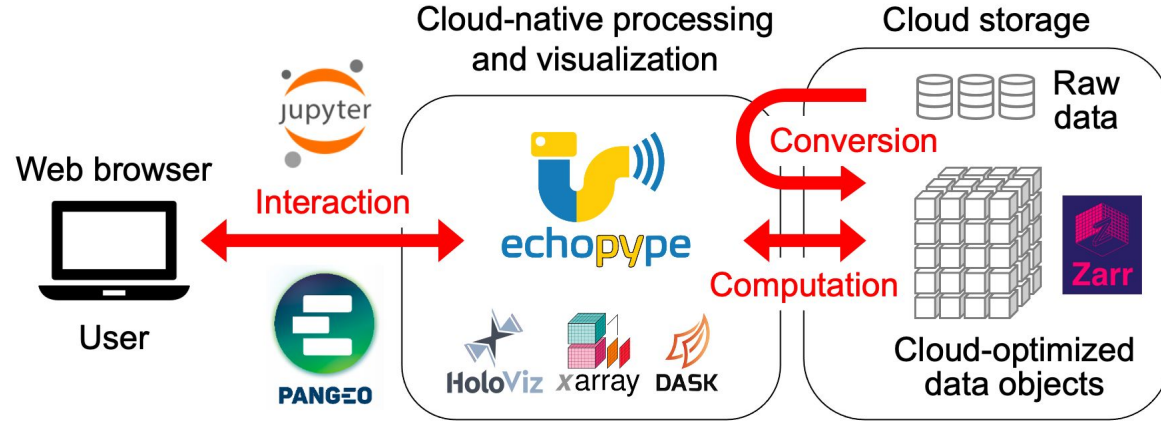 Cloud-native processing
and visualization
Cloud storage
jupyter
Raw
data
Conversion
Web browser
Interaction
echopype
Computation
Zarr
User
PANGEO
HoloViz
xarray
DASK
Cloud-optimized
data objects